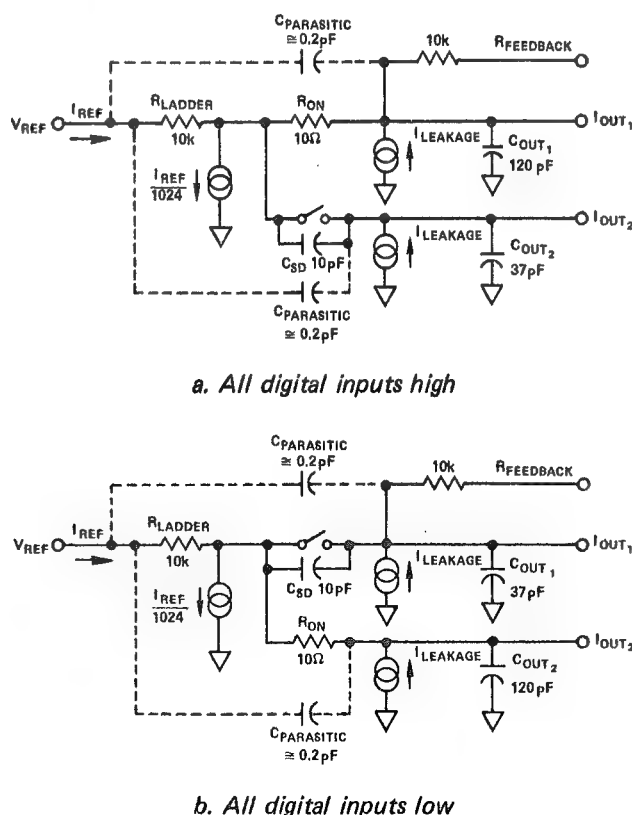 CPARASITIC
≅ 0.2pF
10k
RFEEDBACK
VREF
IREF
RLADDER
10k
RON
10Ω
IOUT1
IREF
1024
ILEAKAGE
COUT1
120 pF
CSD 10pF
ILEAKAGE
IOUT2
COUT2
37pF
CPARASITIC
≅ 0.2pF
a. All digital inputs high
CPARASITIC
≅ 0.2pF
10k
RFEEDBACK
VREF
IREF
RLADDER
10k
IOUT1
IREF
1024
CSD 10pF
ILEAKAGE
COUT1
37pF
RON
10Ω
ILEAKAGE
IOUT2
COUT2
120pF
CPARASITIC
≅ 0.2pF
b. All digital inputs low